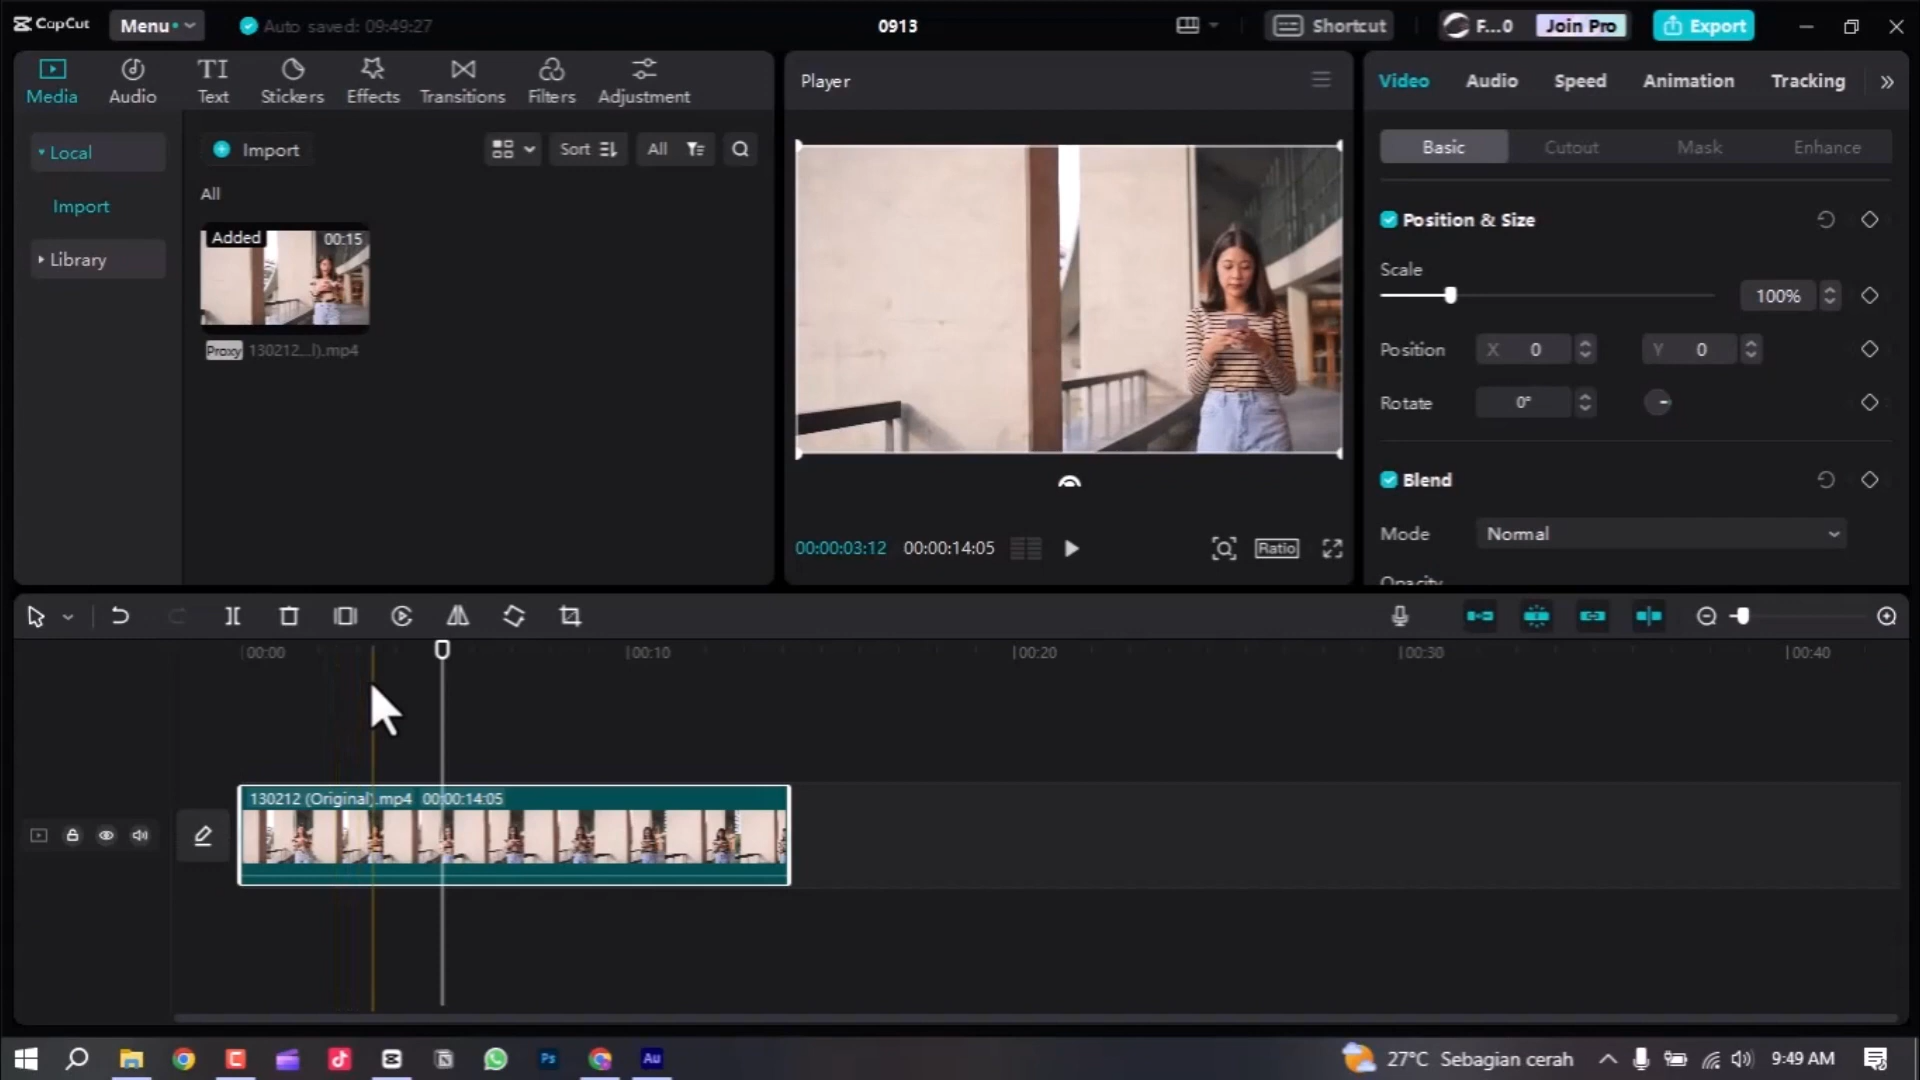 CapCut
Menu
Auto saved: 09:49:27
0913
Shortcut
F...0
Join Pro
Export
Media
Audio
Text
Stickers
Effects
Transitions
Filters
Adjustment
Local
Import
Library
Import
Sort
All
All
Added
00:15
Proxy
130212...l).mp4
Player
00:00:03:12
00:00:14:05
Ratio
Video
Audio
Speed
Animation
Tracking
Basic
Cutout
Mask
Enhance
Position & Size
Scale
100%
Position
X 0
Y 0
Rotate
0°
Blend
Mode
Normal
Opacity
00:00
00:10
00:20
00:30
00:40
130212 (Original).mp4 00:00:14:05
Ps
Au
27°C Sebagian cerah
9:49 AM